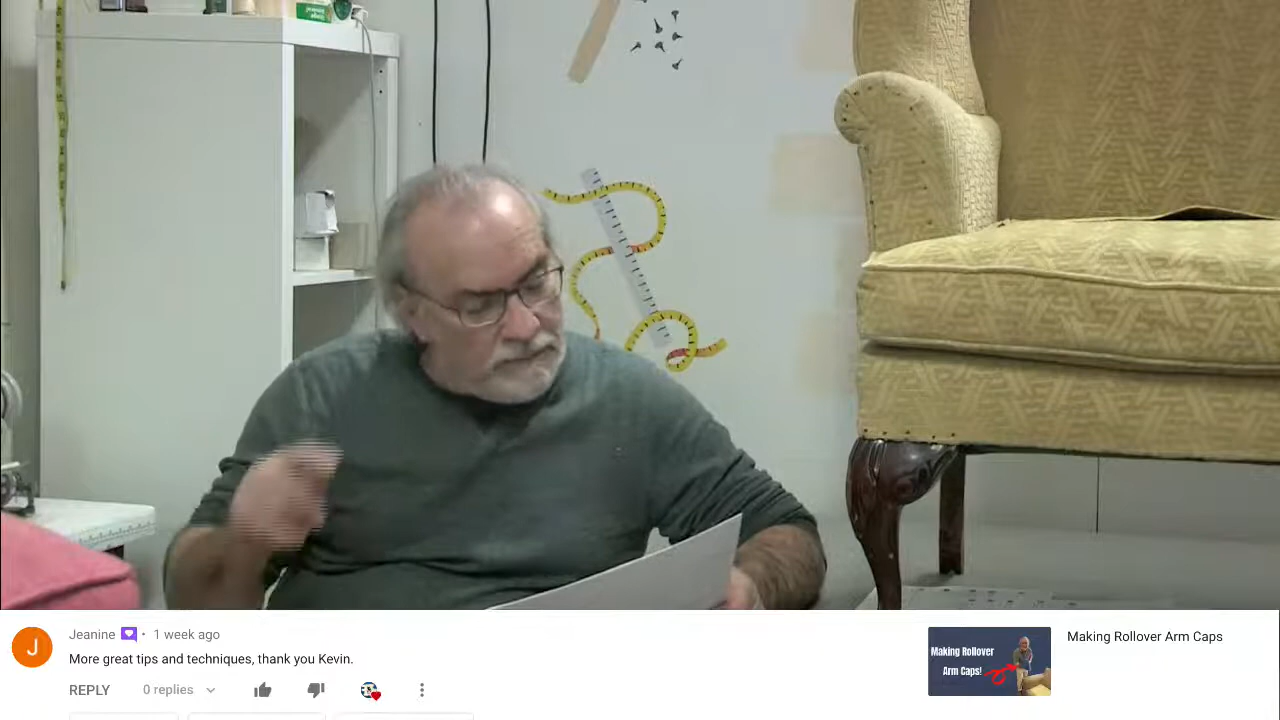 Jeanine · 1 week ago
More great tips and techniques, thank you Kevin.
REPLY 0 replies
Making Rollover
Arm Caps!
Making Rollover Arm Caps